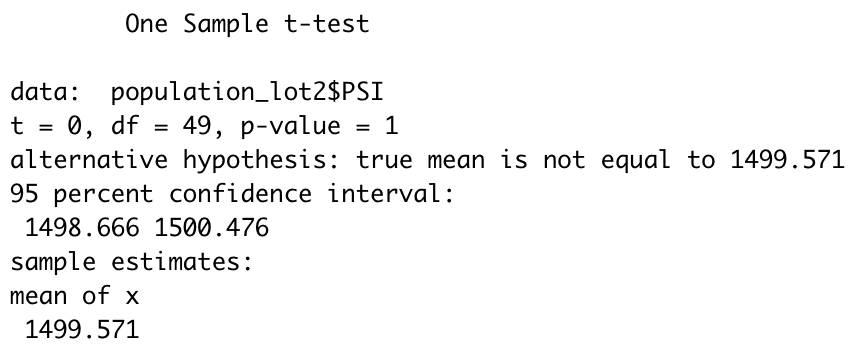 One Sample t-test
data:  population_lot2$PSI
t = 0, df = 49, p-value = 1
alternative hypothesis: true mean is not equal to 1499.571
95 percent confidence interval:
1498.666 1500.476
sample estimates:
mean of x
1499.571